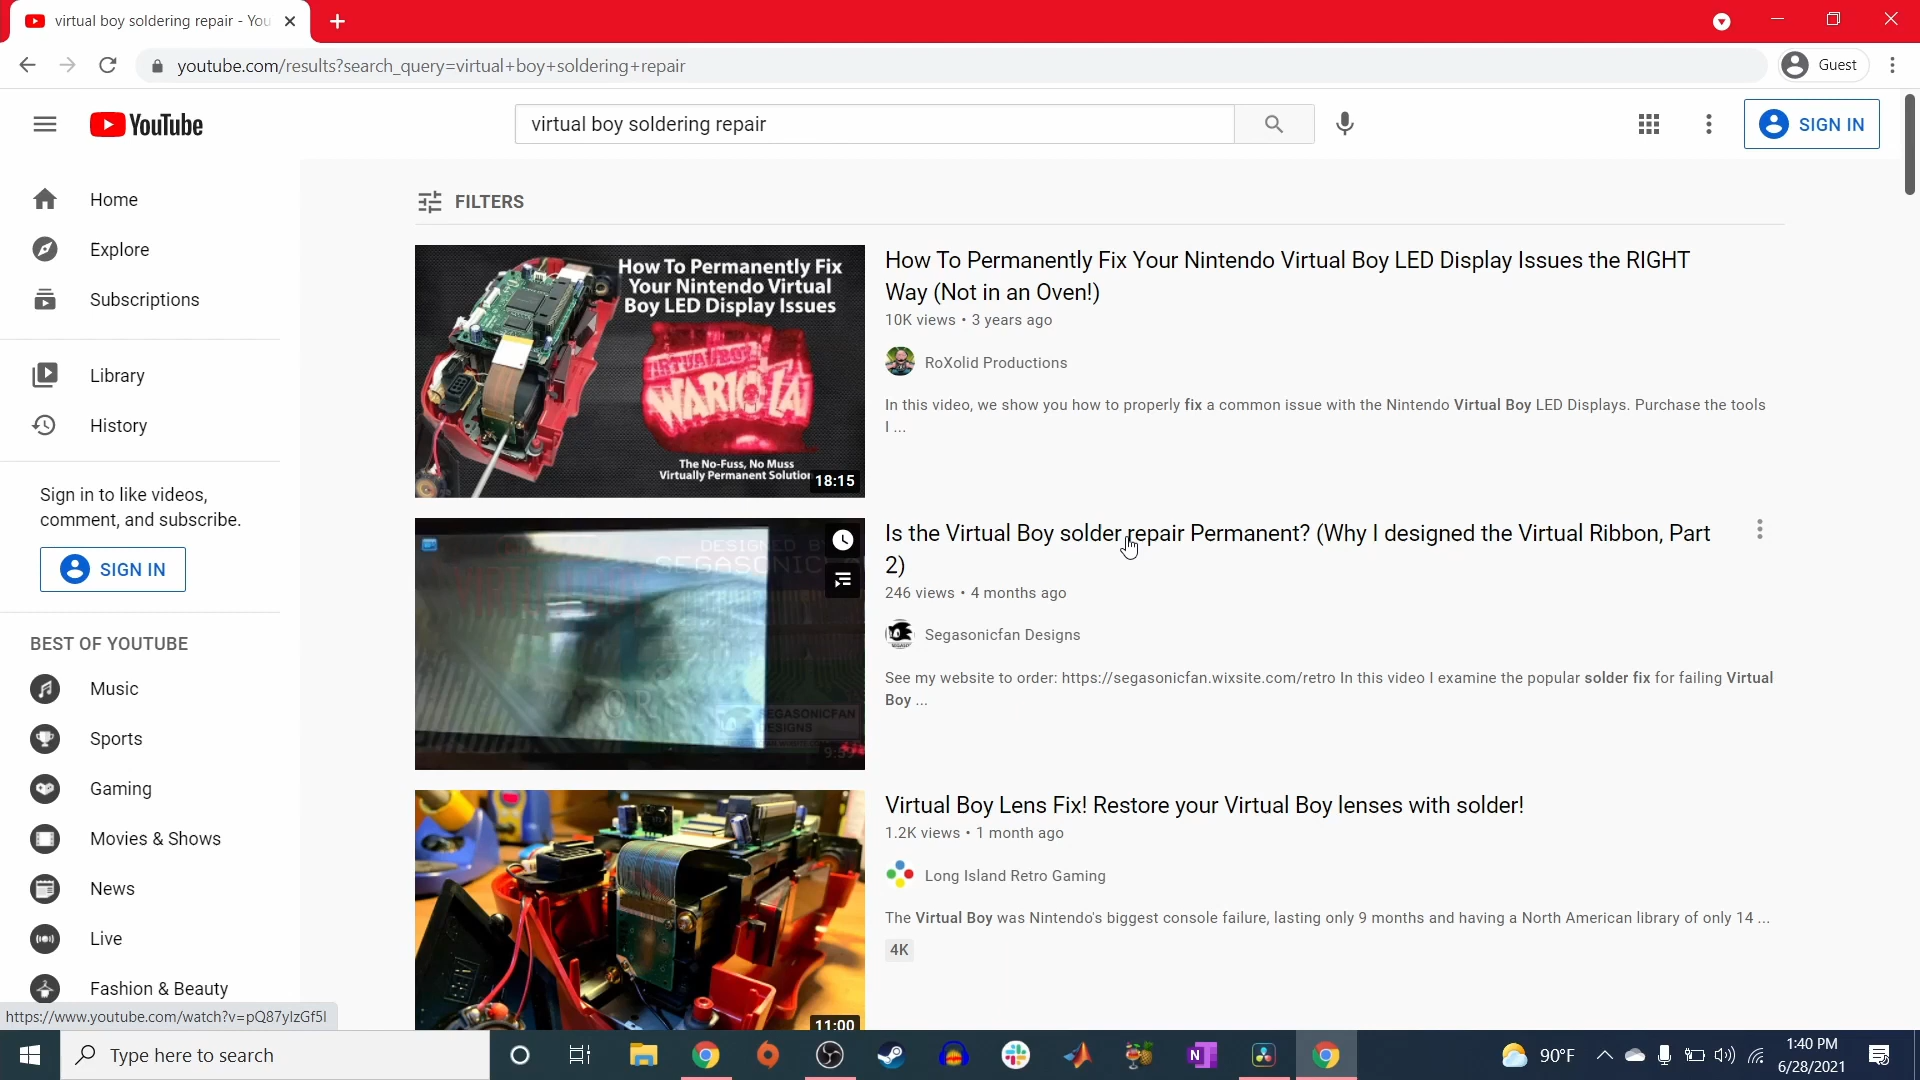 virtual boy soldering repair - You
youtube.com/results?search_query=virtual+boy+soldering+repair
Guest
YouTube
virtual boy soldering repair
SIGN IN
Home
Explore
Subscriptions
Library
History
Sign in to like videos,
comment, and subscribe.
SIGN IN
BEST OF YOUTUBE
Music
Sports
Gaming
Movies & Shows
News
Live
Fashion & Beauty
FILTERS
How To Permanently Fix
Your Nintendo Virtual
Boy LED Display Issues
The No-Fuss, No Muss
Virtually Permanent Solution
18:15
How To Permanently Fix Your Nintendo Virtual Boy LED Display Issues the RIGHT
Way (Not in an Oven!)
10K views • 3 years ago
RoXolid Productions
In this video, we show you how to properly fix a common issue with the Nintendo Virtual Boy LED Displays. Purchase the tools
I ...
DESIGNED B
SEGASONIC
SEGASONICFAN
DESIGNS
Is the Virtual Boy solder repair Permanent? (Why I designed the Virtual Ribbon, Part
2)
246 views • 4 months ago
Segasonicfan Designs
See my website to order: https://segasonicfan.wixsite.com/retro In this video I examine the popular solder fix for failing Virtual
Boy ...
11:00
Virtual Boy Lens Fix! Restore your Virtual Boy lenses with solder!
1.2K views • 1 month ago
Long Island Retro Gaming
The Virtual Boy was Nintendo's biggest console failure, lasting only 9 months and having a North American library of only 14 ...
4K
https://www.youtube.com/watch?v=pQ87ylzGf5I
Type here to search
90°F
1:40 PM
6/28/2021